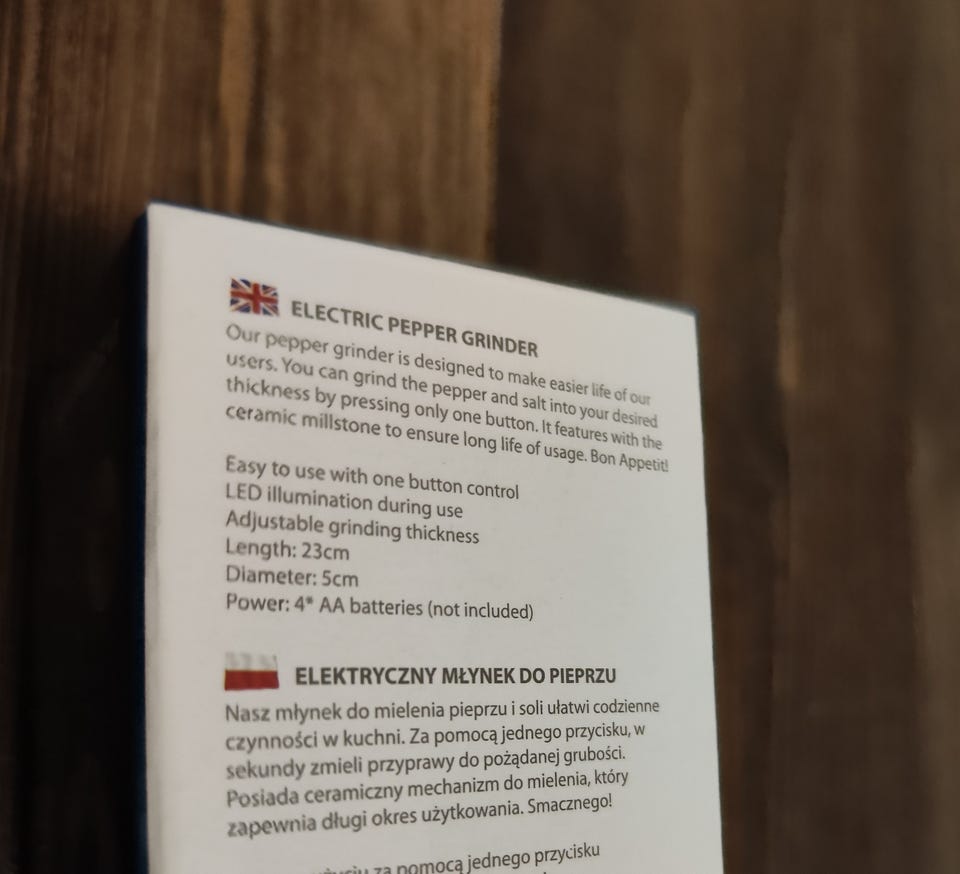 ELECTRIC PEPPER GRINDER
Our pepper grinder is designed to make easier life of our
users. You can grind the pepper and salt into your desired
thickness by pressing only one button. It features with the
ceramic millstone to ensure long life of usage. Bon Appetit!
Easy to use with one button control
LED illumination during use
Adjustable grinding thickness
Length: 23cm
Diameter: 5cm
Power: 4* AA batteries (not included)
ELEKTRYCZNY MŁYNEK DO PIEPRZU
Nasz młynek do mielenia pieprzu i soli ułatwi codzienne
czynności w kuchni. Za pomocą jednego przycisku, w
sekundy zmieli przyprawy do pożądanej grubości.
Posiada ceramiczny mechanizm do mielenia, który
zapewnia długi okres użytkowania. Smacznego!
za pomocą jednego przycisku